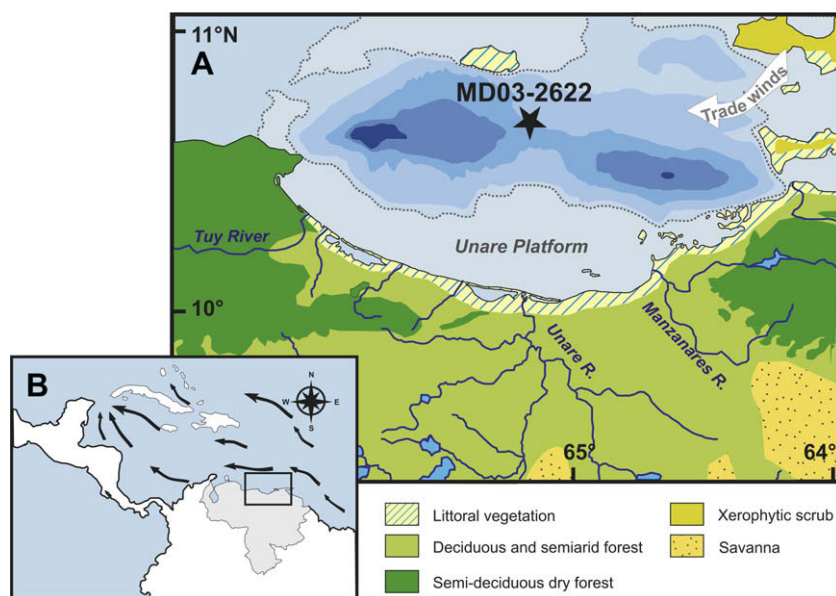 11°N
A
MD03-2622
Trade winds
Tuy River
Unare Platform
10°
Unare R.
Manzanares R.
65°
64°
B
N
W E
S
Littoral vegetation
Xerophytic scrub
Deciduous and semiarid forest
Savanna
Semi-deciduous dry forest